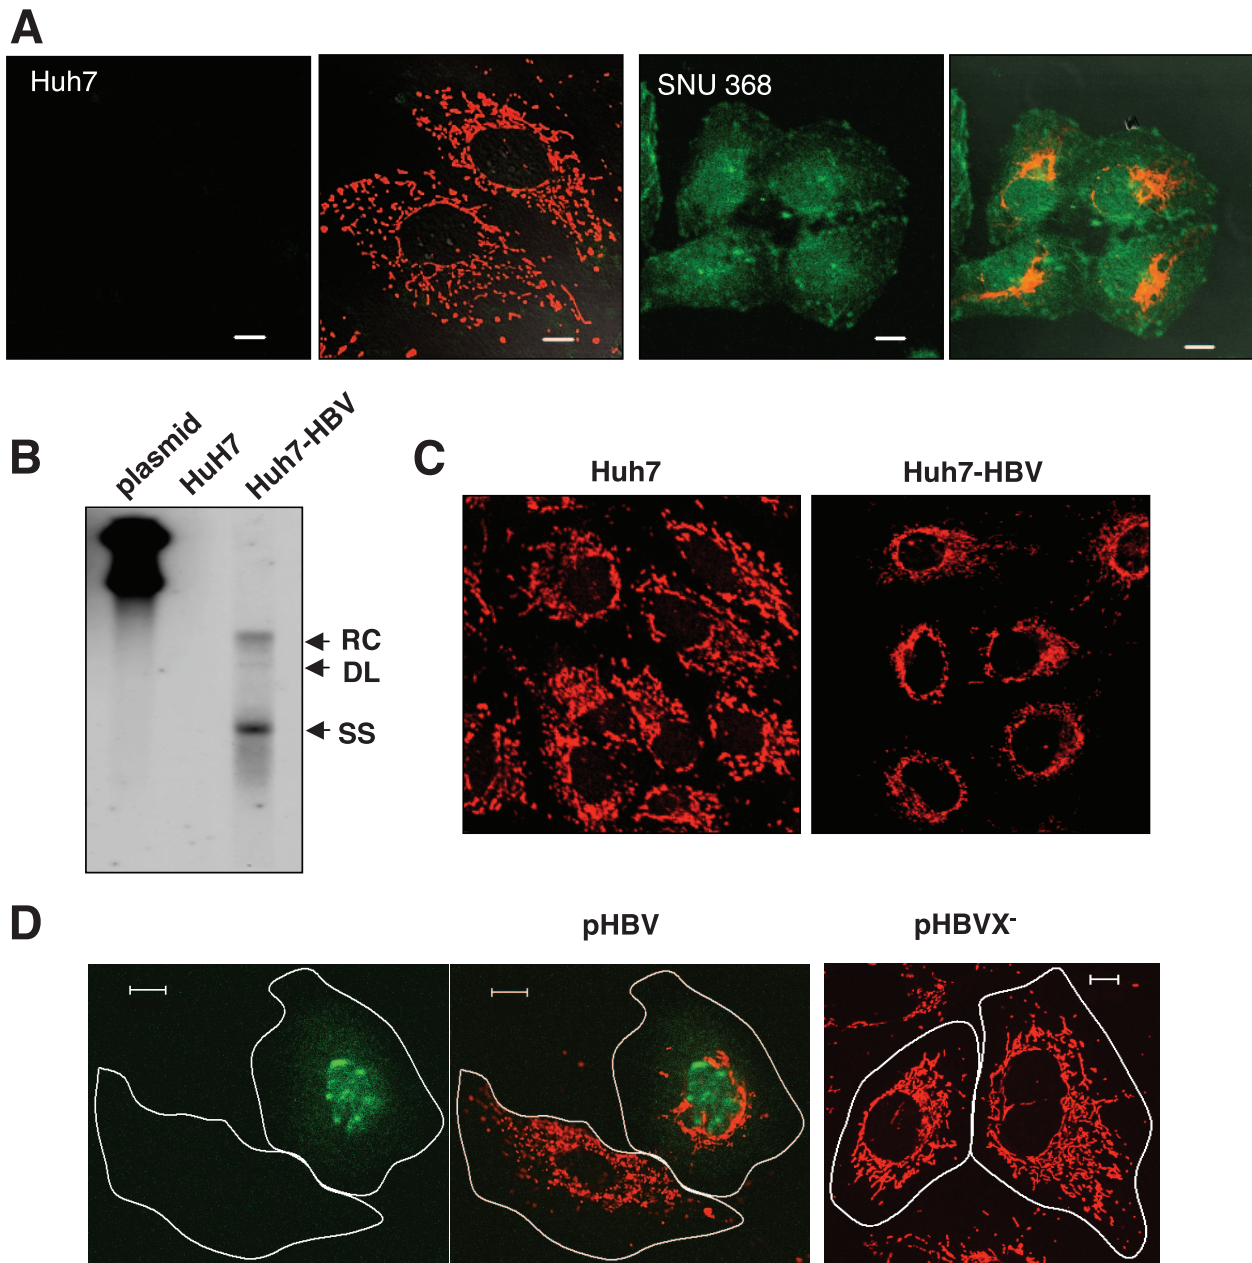 A
Huh7
SNU 368
B
plasmid
HuH7
Huh7-HBV
RC
DL
SS
C
Huh7
Huh7-HBV
D
pHBV
pHBVX-